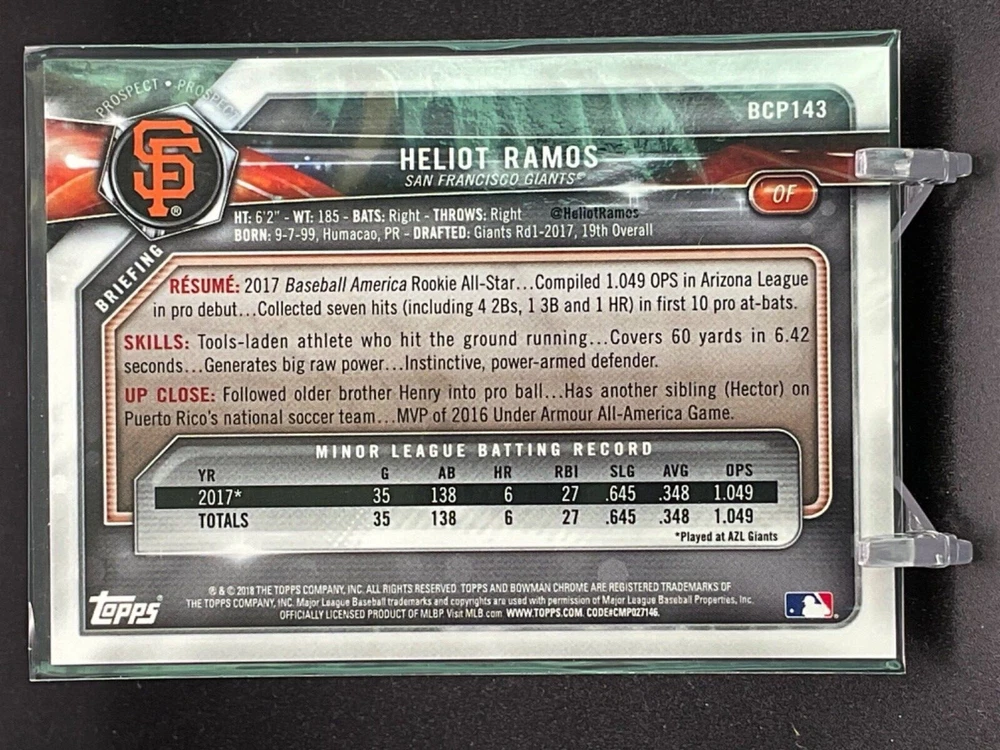 PROSPECT • PROSPECT
SF®
BCP143
HELIOT RAMOS
SAN FRANCISCO GIANTS®
OF
HT: 6'2" - WT: 185 - BATS: Right - THROWS: Right @HeliotRamos
BORN: 9-7-99, Humacao, PR - DRAFTED: Giants Rd1-2017, 19th Overall
BRIEFING
RÉSUMÉ: 2017 Baseball America Rookie All-Star...Compiled 1.049 OPS in Arizona League
in pro debut...Collected seven hits (including 4 2Bs, 1 3B and 1 HR) in first 10 pro at-bats.
SKILLS: Tools-laden athlete who hit the ground running...Covers 60 yards in 6.42
seconds...Generates big raw power...Instinctive, power-armed defender.
UP CLOSE: Followed older brother Henry into pro ball...Has another sibling (Hector) on
Puerto Rico's national soccer team...MVP of 2016 Under Armour All-America Game.
MINOR LEAGUE BATTING RECORD
YR G AB HR RBI SLG AVG OPS
2017* 35 138 6 27 .645 .348 1.049
TOTALS 35 138 6 27 .645 .348 1.049
*Played at AZL Giants
Topps®
® & © 2018 THE TOPPS COMPANY, INC. ALL RIGHTS RESERVED. TOPPS AND BOWMAN CHROME ARE REGISTERED TRADEMARKS OF
THE TOPPS COMPANY, INC. Major League Baseball trademarks and copyrights are used with permission of Major League Baseball Properties, Inc.
OFFICIALLY LICENSED PRODUCT OF MLBP. Visit MLB.com WWW.TOPPS.COM. CODE#CMP027146.